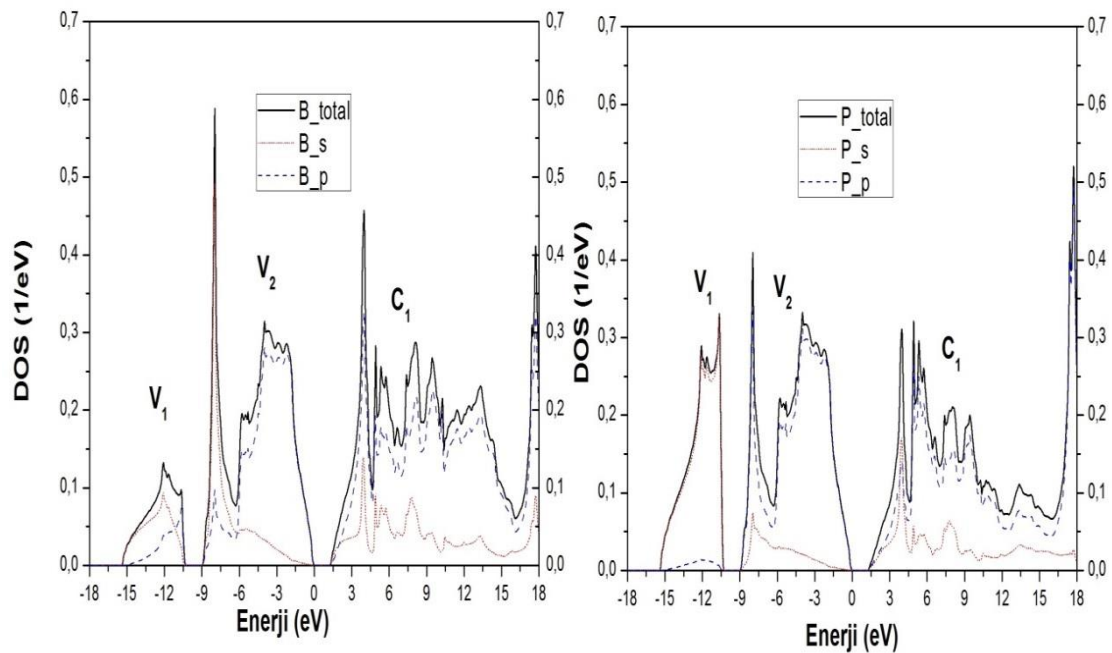 0,7 0,7
0,6 0,6
0,5 0,5
0,4 0,4
0,3 0,3
0,2 0,2
0,1 0,1
0,0 0,0
DOS (1/eV)
B_total
B_s
B_p
V1
V2
C1
-18 -15 -12 -9 -6 -3 0 3 6 9 12 15 18
Enerji (eV)
0,7 0,7
0,6 0,6
0,5 0,5
0,4 0,4
0,3 0,3
0,2 0,2
0,1 0,1
0,0 0,0
DOS (1/eV)
P_total
P_s
P_p
V1
V2
C1
-18 -15 -12 -9 -6 -3 0 3 6 9 12 15 18
Enerji (eV)